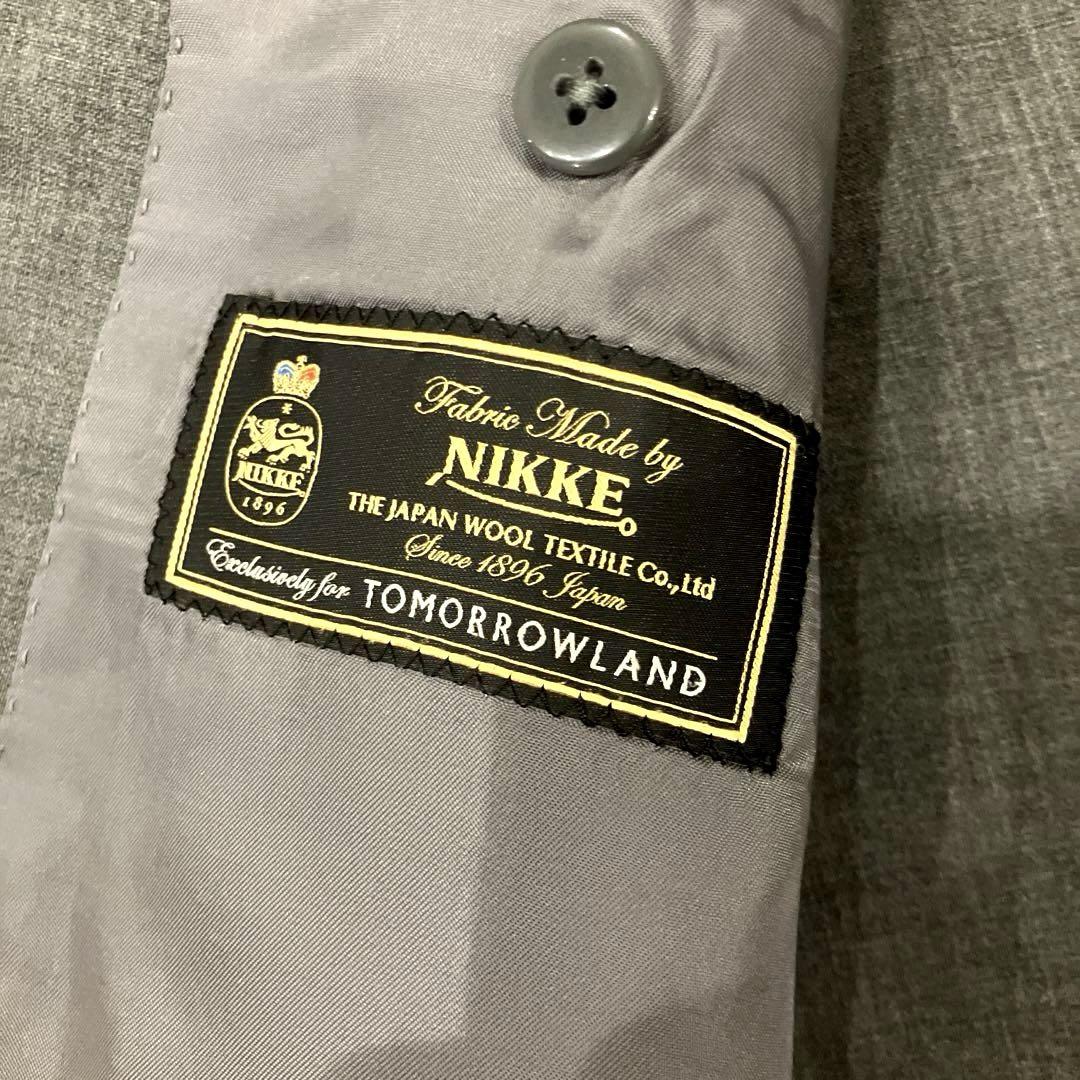 Fabric Made by
NIKKE
THE JAPAN WOOL TEXTILE Co.,Ltd
Since 1896 Japan
Exclusively for TOMORROWLAND
NIKKE
1896